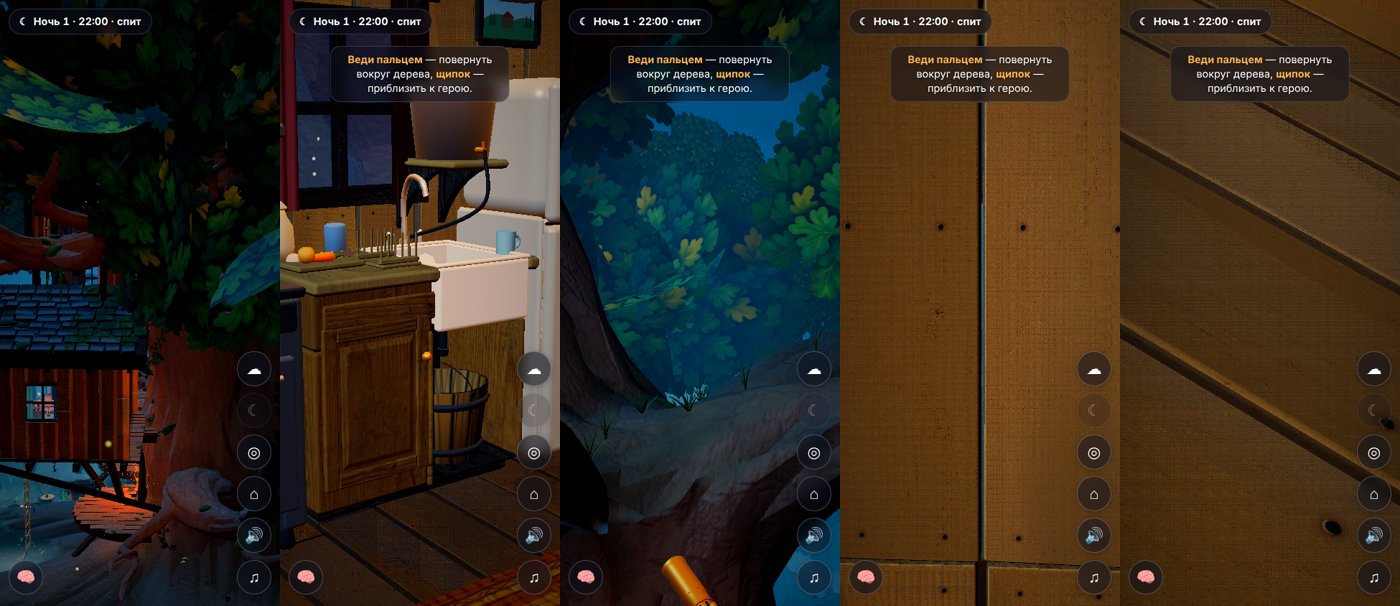 ☾ Ночь 1 · 22:00 · спит
☾ Ночь 1 · 22:00 · спит
Веди пальцем — повернуть
вокруг дерева, щипок —
приблизить к герою.
☾ Ночь 1 · 22:00 · спит
Веди пальцем — повернуть
вокруг дерева, щипок —
приблизить к герою.
☾ Ночь 1 · 22:00 · спит
Веди пальцем — повернуть
вокруг дерева, щипок —
приблизить к герою.
☾ Ночь 1 · 22:00 · спит
Веди пальцем — повернуть
вокруг дерева, щипок —
приблизить к герою.